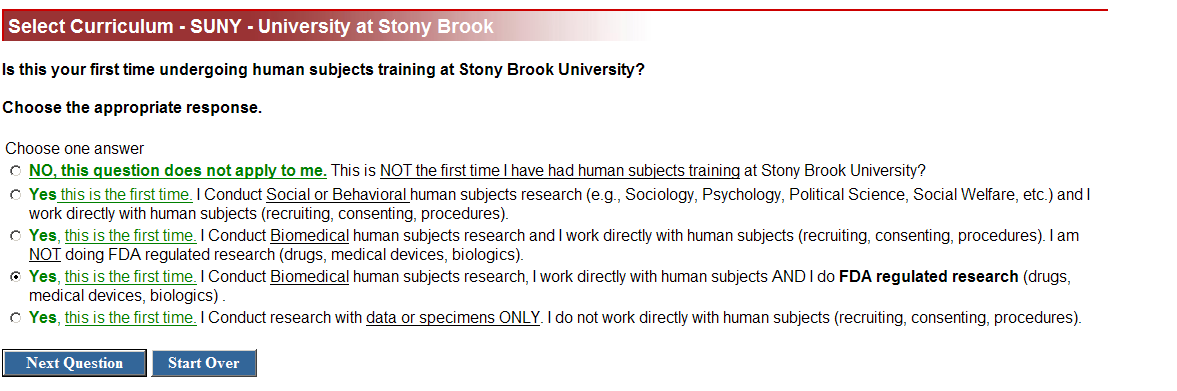 Select Curriculum - SUNY - University at Stony Brook
Is this your first time undergoing human subjects training at Stony Brook University?
Choose the appropriate response.
Choose one answer
NO, this question does not apply to me. This is NOT the first time I have had human subjects training at Stony Brook University?
Yes this is the first time. I Conduct Social or Behavioral human subjects research (e.g., Sociology, Psychology, Political Science, Social Welfare, etc.) and I
work directly with human subjects (recruiting, consenting, procedures).
Yes, this is the first time. I Conduct Biomedical human subjects research and I work directly with human subjects (recruiting, consenting, procedures). I am
NOT doing FDA regulated research (drugs, medical devices, biologics).
Yes, this is the first time. I Conduct Biomedical human subjects research, I work directly with human subjects AND I do FDA regulated research (drugs,
medical devices, biologics) .
Yes, this is the first time. I Conduct research with data or specimens ONLY. I do not work directly with human subjects (recruiting, consenting, procedures).
Next Question Start Over